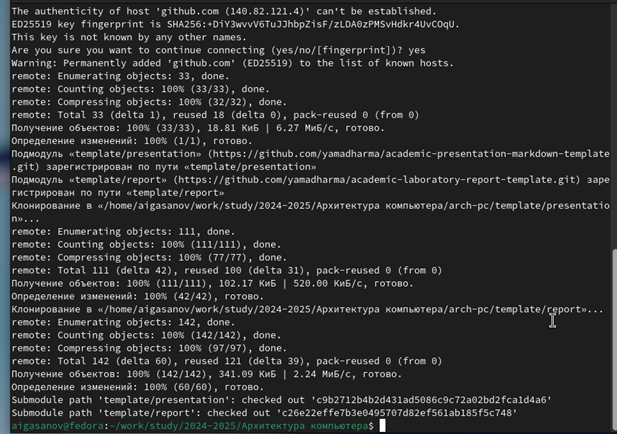 The authenticity of host 'github.com (140.82.121.4)' can't be established.
ED25519 key fingerprint is SHA256:+DiY3wvvV6TuJJhbpZisF/zLDA0zPMSvHdkr4UvCOqU.
This key is not known by any other names.
Are you sure you want to continue connecting (yes/no/[fingerprint])? yes
Warning: Permanently added 'github.com' (ED25519) to the list of known hosts.
remote: Enumerating objects: 33, done.
remote: Counting objects: 100% (33/33), done.
remote: Compressing objects: 100% (32/32), done.
remote: Total 33 (delta 1), reused 18 (delta 0), pack-reused 0 (from 0)
Получение объектов: 100% (33/33), 18.81 КиБ | 6.27 МиБ/с, готово.
Определение изменений: 100% (1/1), готово.
Подмодуль «template/presentation» (https://github.com/yamadharma/academic-presentation-markdown-template
.git) зарегистрирован по пути «template/presentation»
Подмодуль «template/report» (https://github.com/yamadharma/academic-laboratory-report-template.git) заре
гистрирован по пути «template/report»
Клонирование в «/home/aigasanov/work/study/2024-2025/Архитектура компьютера/arch-pc/template/presentatio
n»...
remote: Enumerating objects: 111, done.
remote: Counting objects: 100% (111/111), done.
remote: Compressing objects: 100% (77/77), done.
remote: Total 111 (delta 42), reused 100 (delta 31), pack-reused 0 (from 0)
Получение объектов: 100% (111/111), 102.17 КиБ | 520.00 КиБ/с, готово.
Определение изменений: 100% (42/42), готово.
Клонирование в «/home/aigasanov/work/study/2024-2025/Архитектура компьютера/arch-pc/template/report»...
remote: Enumerating objects: 142, done.
remote: Counting objects: 100% (142/142), done.
remote: Compressing objects: 100% (97/97), done.
remote: Total 142 (delta 60), reused 121 (delta 39), pack-reused 0 (from 0)
Получение объектов: 100% (142/142), 341.09 КиБ | 2.24 МиБ/с, готово.
Определение изменений: 100% (60/60), готово.
Submodule path 'template/presentation': checked out 'c9b2712b4b2d431ad5086c9c72a02bd2fca1d4a6'
Submodule path 'template/report': checked out 'c26e22effe7b3e0495707d82ef561ab185f5c748'
aigasanov@fedora:~/work/study/2024-2025/Архитектура компьютера$